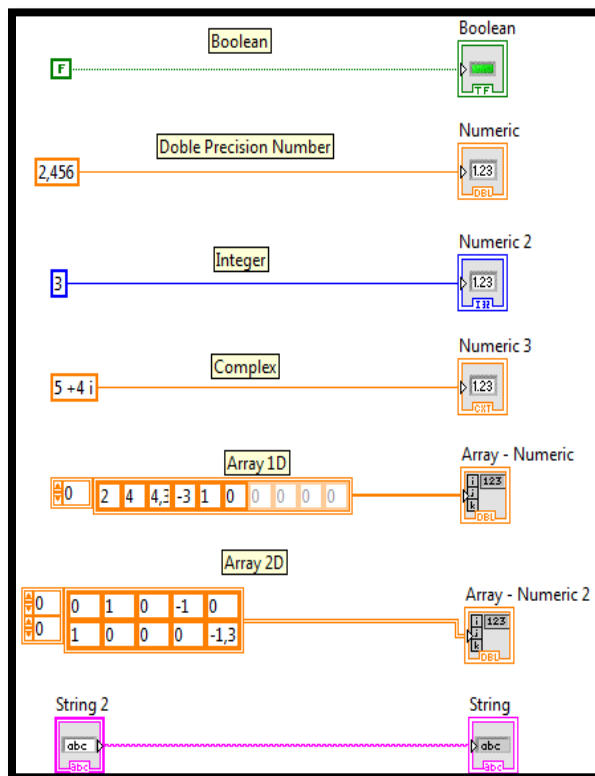 Boolean
Boolean
F
TF
Doble Precision Number
Numeric
2,456
1.23
DBL
Integer
Numeric 2
3
1.23
I32
Complex
Numeric 3
5 +4 i
1.23
CXT
Array 1D
Array - Numeric
0
2 4 4,3 -3 1 0 0 0 0 0
i
j
k
123
DBL
Array 2D
Array - Numeric 2
0
0
0 1 0 -1 0
1 0 0 0 -1,3
i
j
k
123
DBL
String 2
String
abc
abc
abc
abc